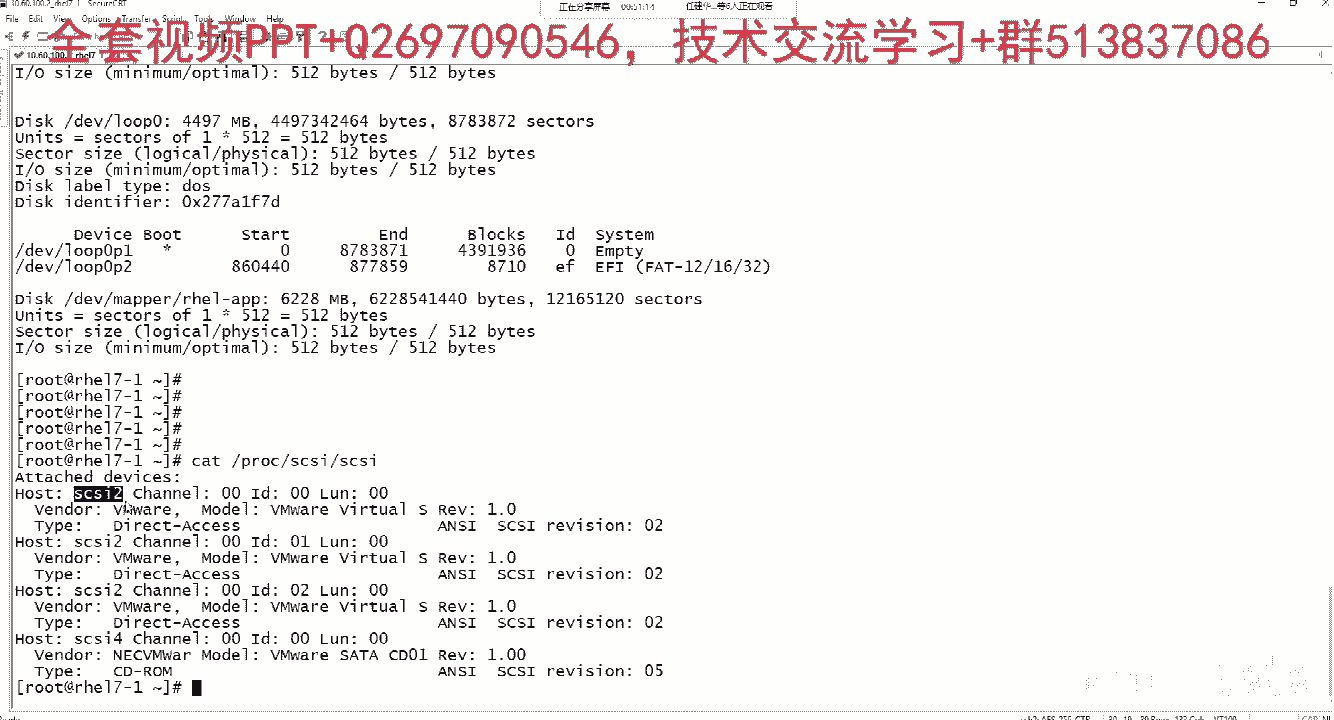 10.60.100.2_rhel7-1 - SecureCRT
正在分享屏幕 00:51:14 任建华...等6人正在观看
File Edit View Options Transfer Script Tools Window Help
全套视频PPT+Q2697090546，技术交流学习+群513837086
I/O size (minimum/optimal): 512 bytes / 512 bytes
Disk /dev/loop0: 4497 MB, 4497342464 bytes, 8783872 sectors
Units = sectors of 1 * 512 = 512 bytes
Sector size (logical/physical): 512 bytes / 512 bytes
I/O size (minimum/optimal): 512 bytes / 512 bytes
Disk label type: dos
Disk identifier: 0x277a1f7d
Device Boot Start End Blocks Id System
/dev/loop0p1 * 0 8783871 4391936 0 Empty
/dev/loop0p2 860440 877859 8710 ef EFI (FAT-12/16/32)
Disk /dev/mapper/rhel-app: 6228 MB, 6228541440 bytes, 12165120 sectors
Units = sectors of 1 * 512 = 512 bytes
Sector size (logical/physical): 512 bytes / 512 bytes
I/O size (minimum/optimal): 512 bytes / 512 bytes
[root@rhel7-1 ~]#
[root@rhel7-1 ~]#
[root@rhel7-1 ~]#
[root@rhel7-1 ~]#
[root@rhel7-1 ~]#
[root@rhel7-1 ~]# cat /proc/scsi/scsi
Attached devices:
Host: scsi2 Channel: 00 Id: 00 Lun: 00
Vendor: VMware, Model: VMware Virtual S Rev: 1.0
Type: Direct-Access ANSI SCSI revision: 02
Host: scsi2 Channel: 00 Id: 01 Lun: 00
Vendor: VMware, Model: VMware Virtual S Rev: 1.0
Type: Direct-Access ANSI SCSI revision: 02
Host: scsi2 Channel: 00 Id: 02 Lun: 00
Vendor: VMware, Model: VMware Virtual S Rev: 1.0
Type: Direct-Access ANSI SCSI revision: 02
Host: scsi4 Channel: 00 Id: 00 Lun: 00
Vendor: NECVMWar Model: VMware SATA CD01 Rev: 1.00
Type: CD-ROM ANSI SCSI revision: 05
[root@rhel7-1 ~]#